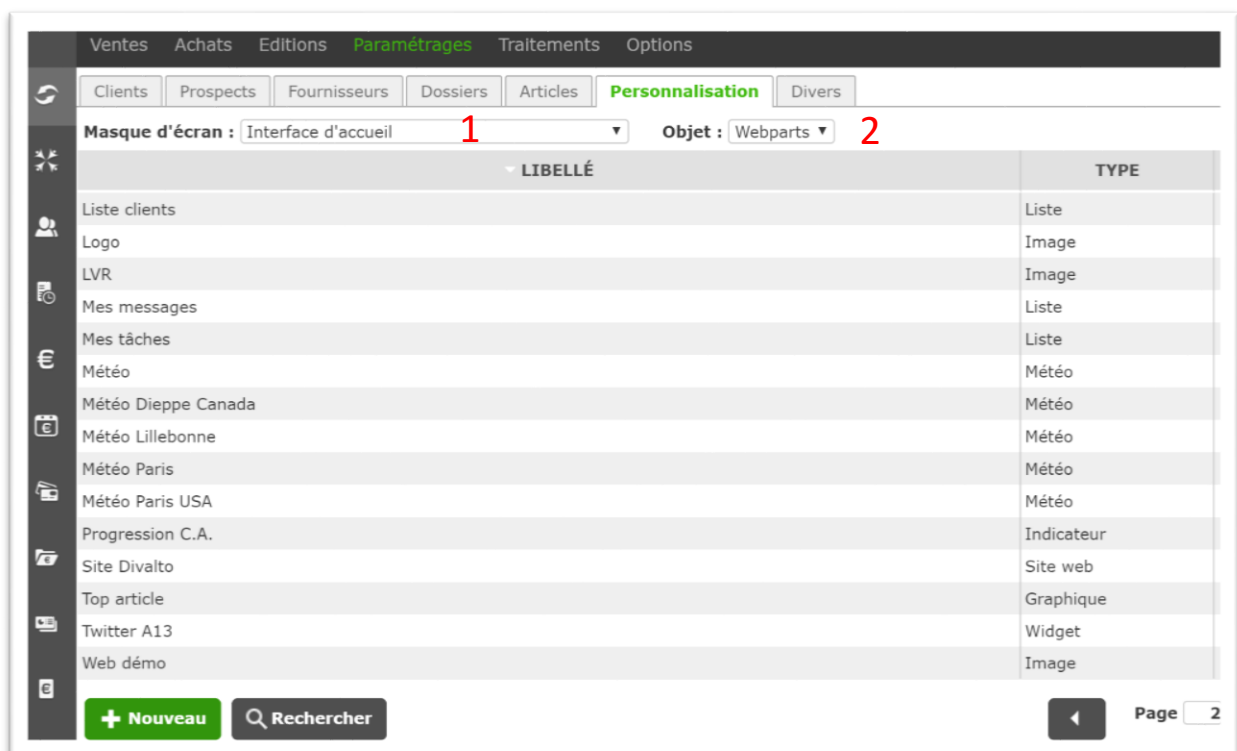 Ventes Achats Editions Paramétrages Traitements Options
Clients Prospects Fournisseurs Dossiers Articles Personnalisation Divers
Masque d'écran : Interface d'accueil 1 Objet : Webparts 2
LIBELLÉ TYPE
Liste clients Liste
Logo Image
LVR Image
Mes messages Liste
Mes tâches Liste
Météo Météo
Météo Dieppe Canada Météo
Météo Lillebonne Météo
Météo Paris Météo
Météo Paris USA Météo
Progression C.A. Indicateur
Site Divalto Site web
Top article Graphique
Twitter A13 Widget
Web démo Image
Nouveau Rechercher Page 2